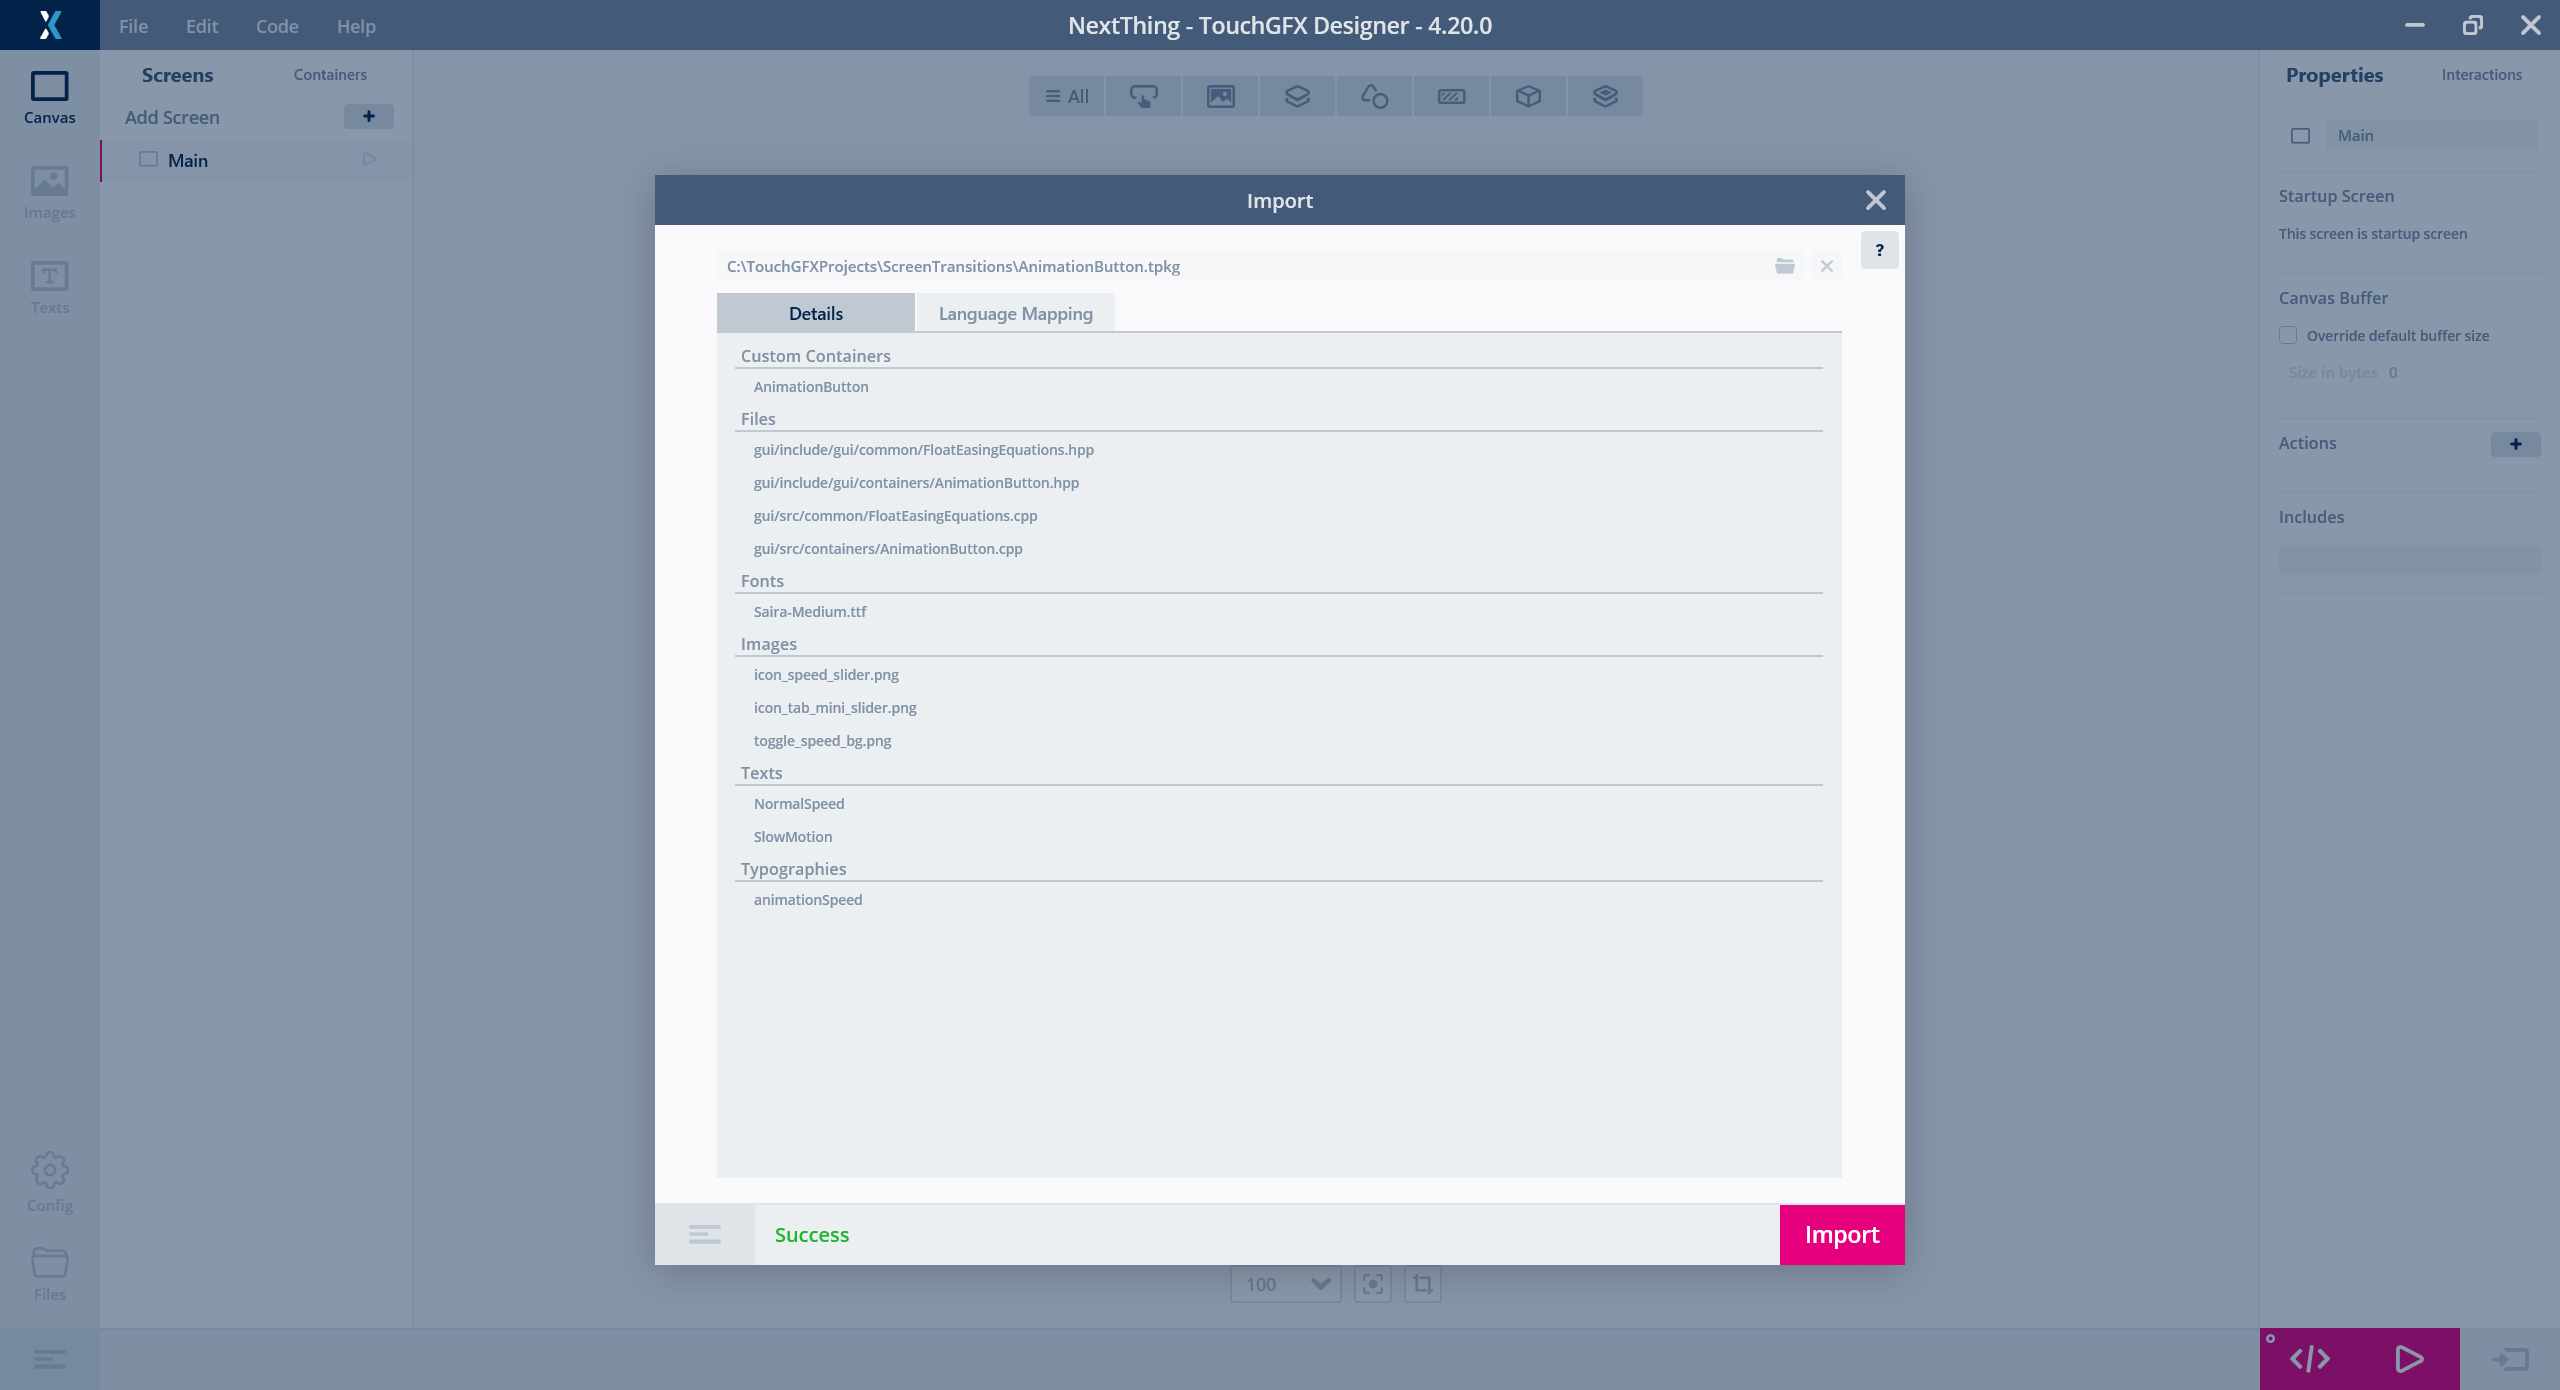 File Edit Code Help
NextThing - TouchGFX Designer - 4.20.0
Canvas
Images
Texts
Config
Files
Screens Containers
Add Screen
Main
All
Import
?
C:\TouchGFXProjects\ScreenTransitions\AnimationButton.tpkg
Details Language Mapping
Custom Containers
AnimationButton
Files
gui/include/gui/common/FloatEasingEquations.hpp
gui/include/gui/containers/AnimationButton.hpp
gui/src/common/FloatEasingEquations.cpp
gui/src/containers/AnimationButton.cpp
Fonts
Saira-Medium.ttf
Images
icon_speed_slider.png
icon_tab_mini_slider.png
toggle_speed_bg.png
Texts
NormalSpeed
SlowMotion
Typographies
animationSpeed
Success
Import
100
Properties Interactions
Main
Startup Screen
This screen is startup screen
Canvas Buffer
Override default buffer size
Size in bytes 0
Actions
Includes